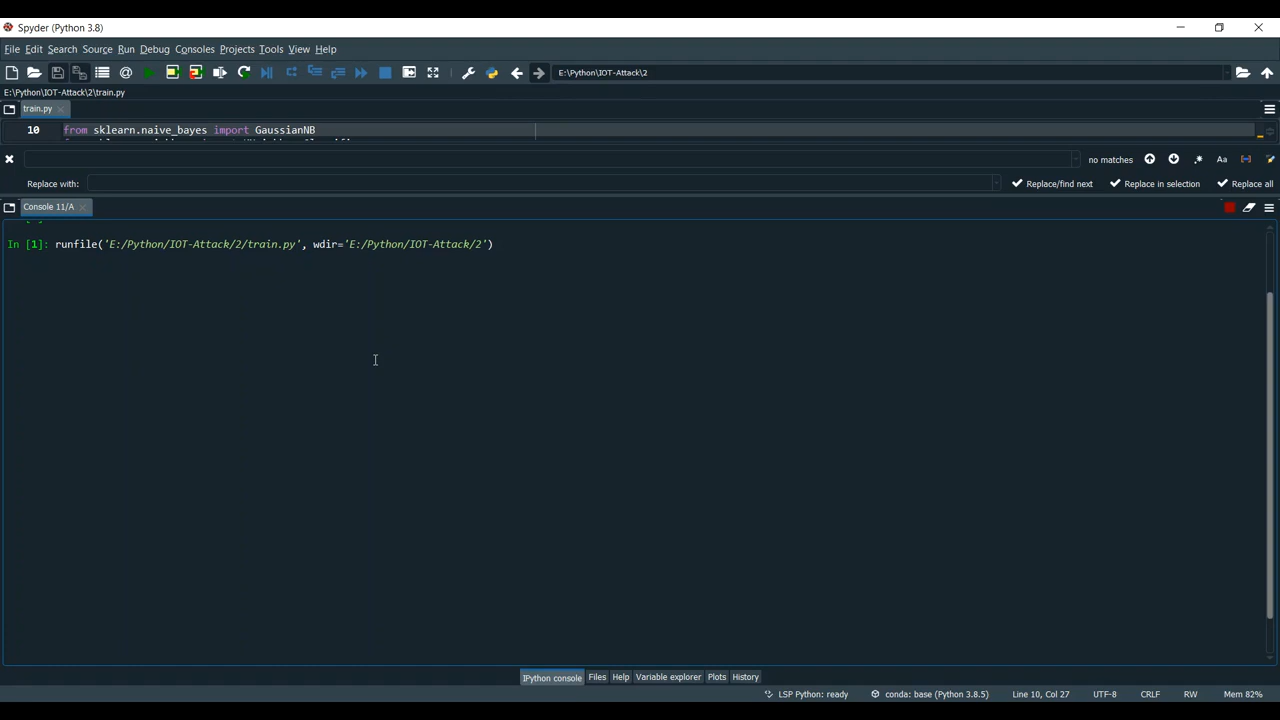 Spyder (Python 3.8)
File Edit Search Source Run Debug Consoles Projects Tools View Help
E:\Python\IOT-Attack\2
E:\Python\IOT-Attack\2\train.py
train.py
10 from sklearn.naive_bayes import GaussianNB
no matches
Aa
Replace with:
Replace/find next
Replace in selection
Replace all
Console 11/A
In [1]: runfile('E:/Python/IOT-Attack/2/train.py', wdir='E:/Python/IOT-Attack/2')
IPython console Files Help Variable explorer Plots History
LSP Python: ready conda: base (Python 3.8.5) Line 10, Col 27 UTF-8 CRLF RW Mem 82%